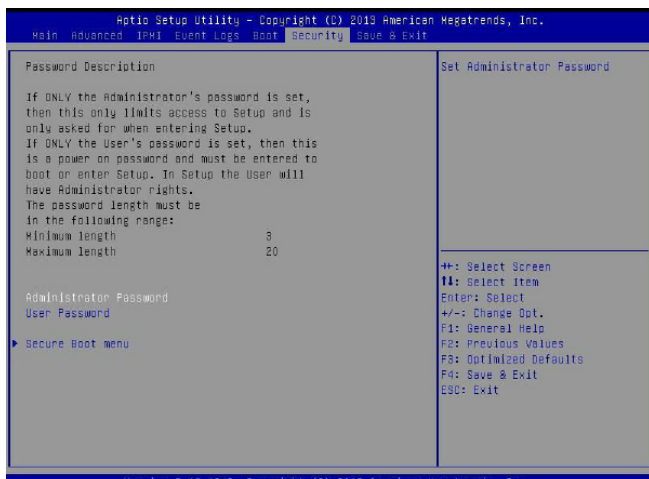 Aptio Setup Utility – Copyright (C) 2019 American Megatrends, Inc.
Main Advanced IPMI Event Logs Boot Security Save & Exit
Password Description
Set Administrator Password
If ONLY the Administrator's password is set,
then this only limits access to Setup and is
only asked for when entering Setup.
If ONLY the User's password is set, then this
is a power on password and must be entered to
boot or enter Setup. In Setup the User will
have Administrator rights.
The password length must be
in the following range:
Minimum length 3
Maximum length 20
Administrator Password
User Password
Secure Boot menu
: Select Screen
↑↓: Select Item
Enter: Select
+/-: Change Opt.
F1: General Help
F2: Previous Values
F3: Optimized Defaults
F4: Save & Exit
ESC: Exit